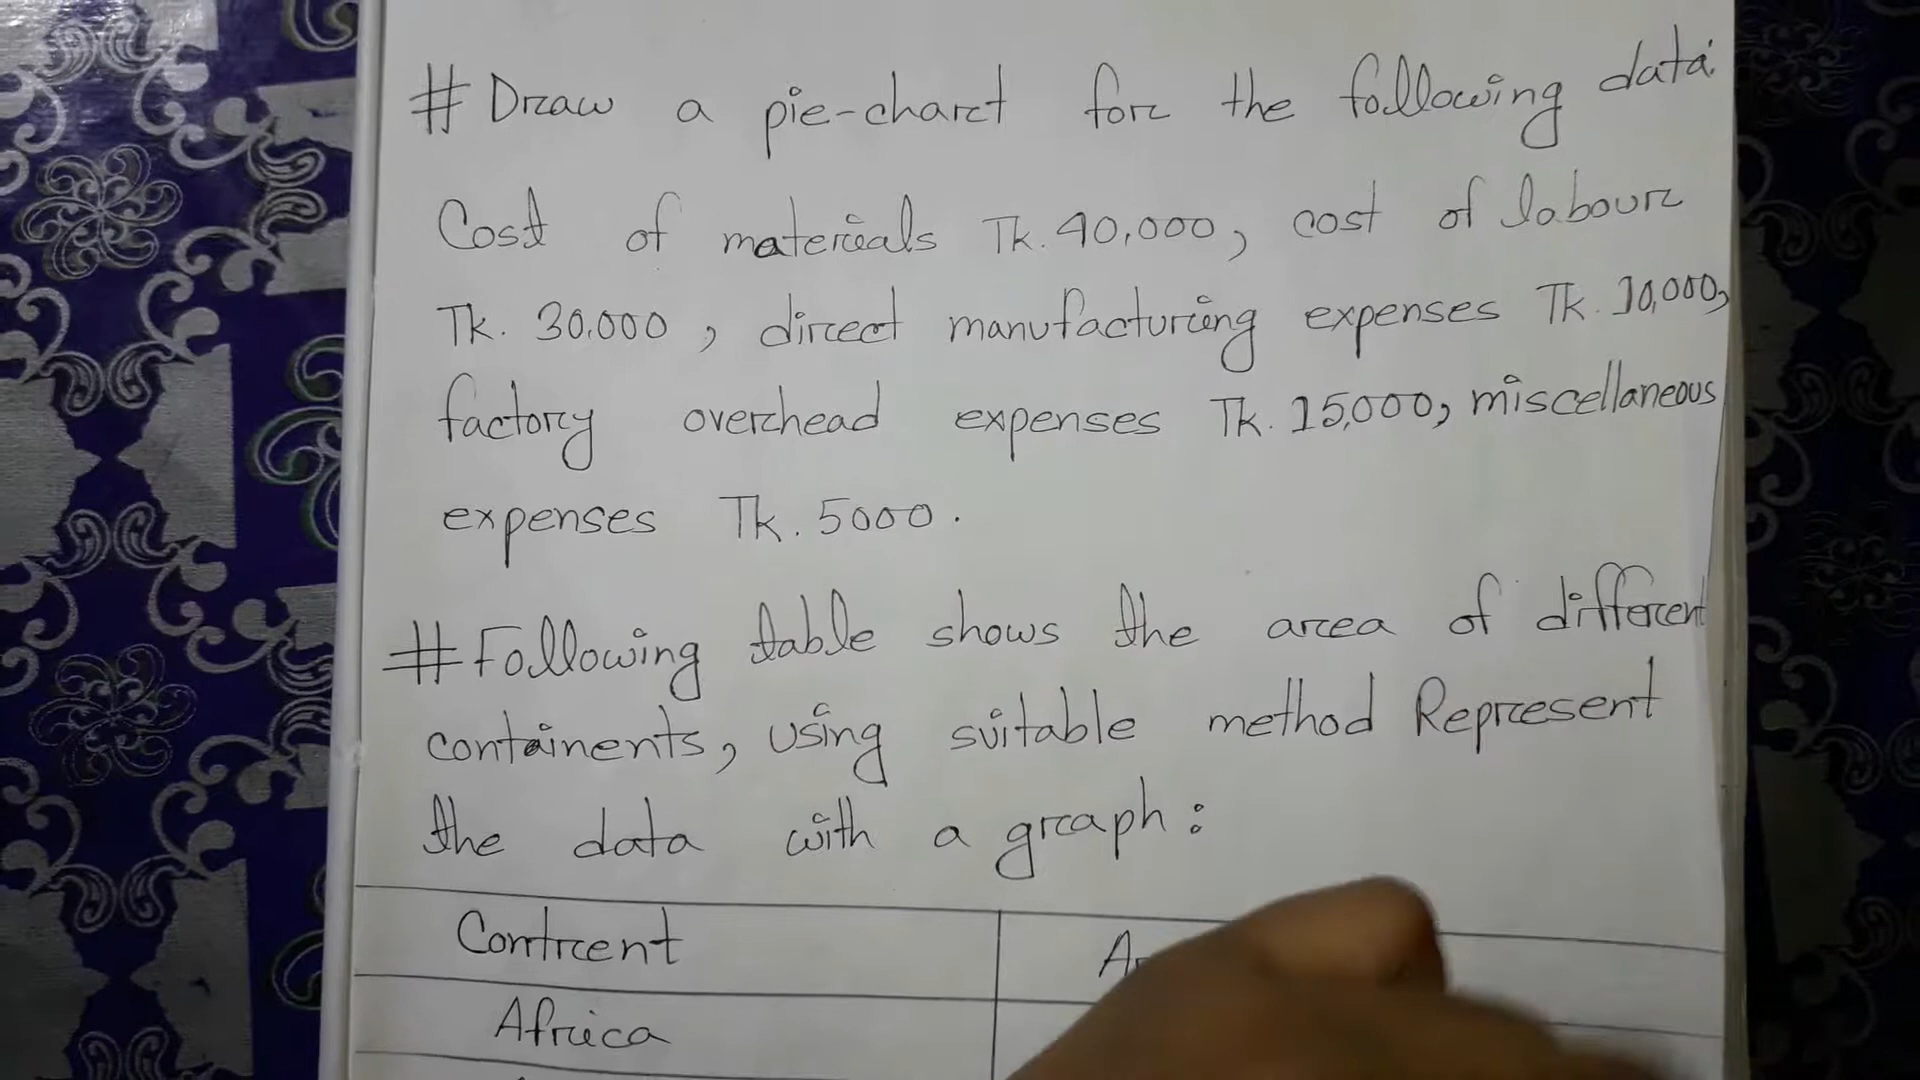 # Draw a pie-chart for the following data:
Cost of materials Tk. 40,000, cost of labour
Tk. 30,000, direct manufacturing expenses Tk. 10,000,
factory overhead expenses Tk. 15,000, miscellaneous
expenses Tk. 5000.
# Following table shows the area of different
containents, using suitable method Represent
the data with a graph:
Africa